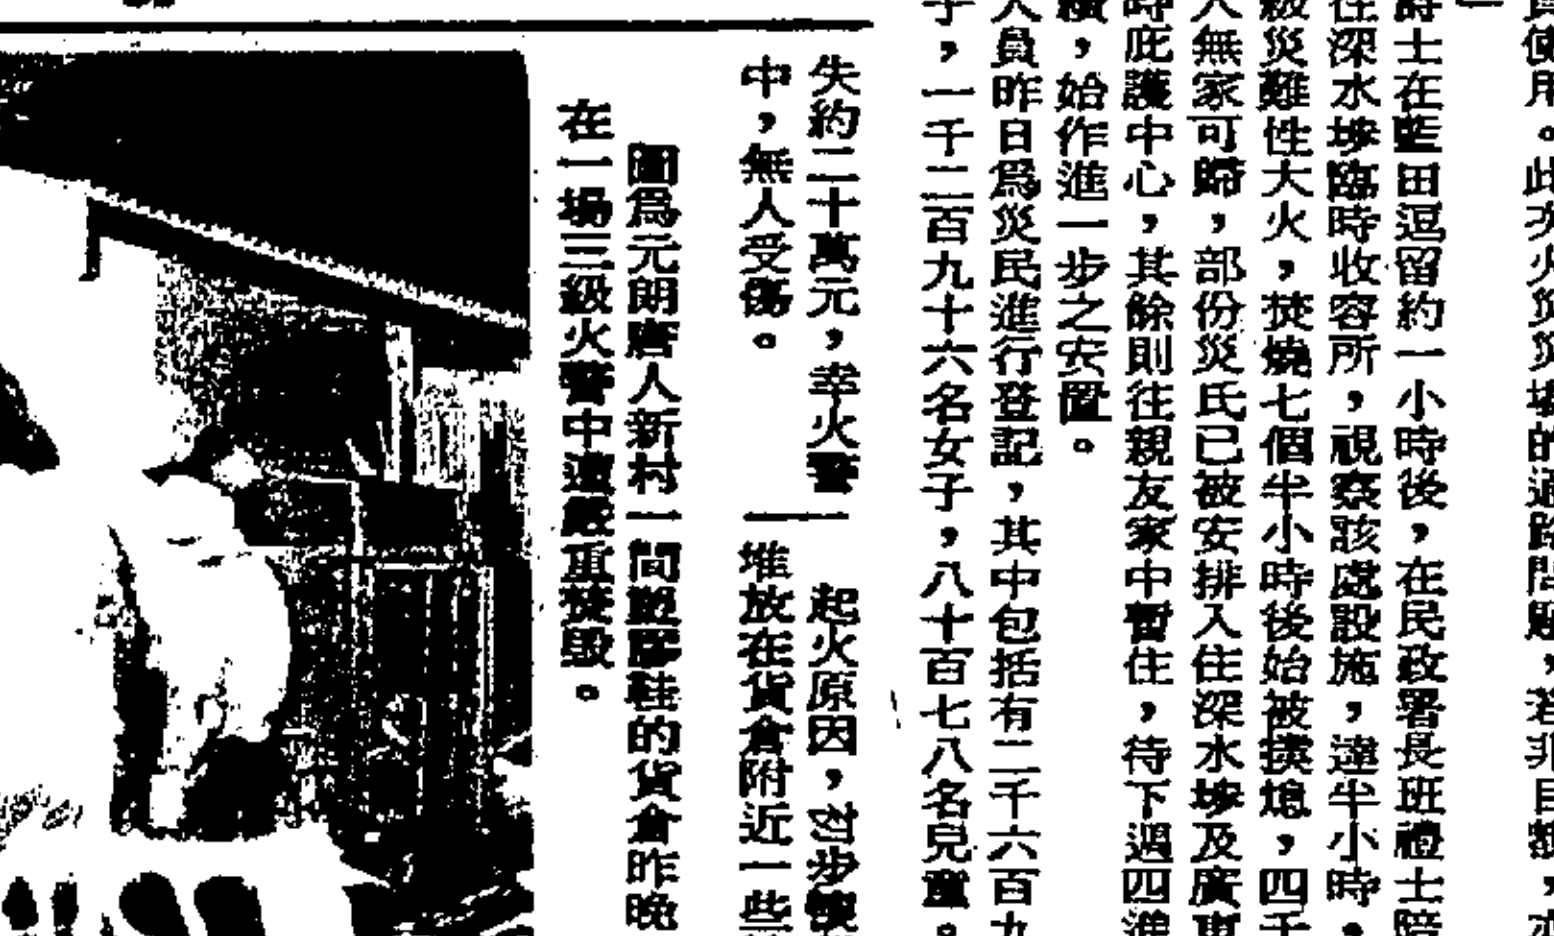 員使用。此次火災災場的通路問題，若非目
爵士在藍田逗留約一小時後，在民政署長班禮士陪
往深水埗臨時收容所，視察該處設施，達半小時。
級災難性大火，焚燒七個半小時後始被撲熄，四千
人無家可歸，部份災民已被安排入住深水埗及廣東
時庇護中心，其餘則往親友家中暫住，待下週四進
續，始作進一步之安置。
人員昨日為災民進行登記，其中包括有二千六百九
子，一千二百九十六名女子，八十百七八名兒童。
失約二十萬元，幸火警
中，無人受傷。
起火原因，初步懷
一堆放在貨倉附近一些
圖為元朗唐人新村一間塑膠鞋的貨倉昨晚
在一場三級火警中遭嚴重焚毀。